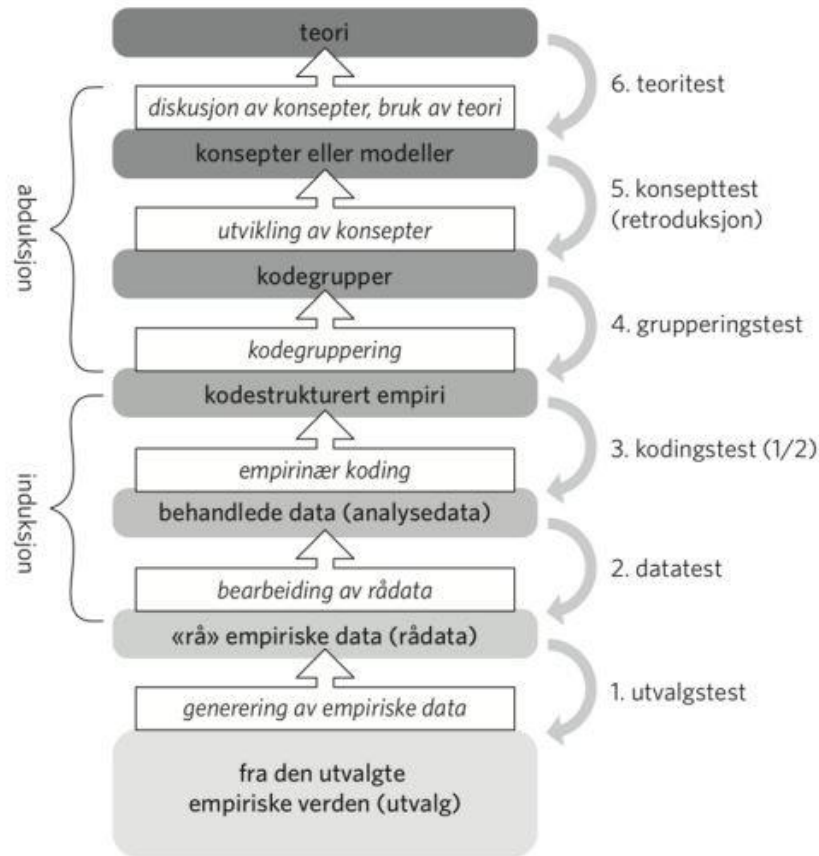 teori
6. teoritest
diskusjon av konsepter, bruk av teori
konsepter eller modeller
5. konsepttest
(retroduksjon)
utvikling av konsepter
abduksjon
kodegrupper
4. grupperingstest
kodegruppering
kodestrukturert empiri
3. kodingstest (1/2)
empirinær koding
behandlede data (analysedata)
induksjon
2. datatest
bearbeiding av rådata
«rå» empiriske data (rådata)
1. utvalgstest
generering av empiriske data
fra den utvalgte
empiriske verden (utvalg)